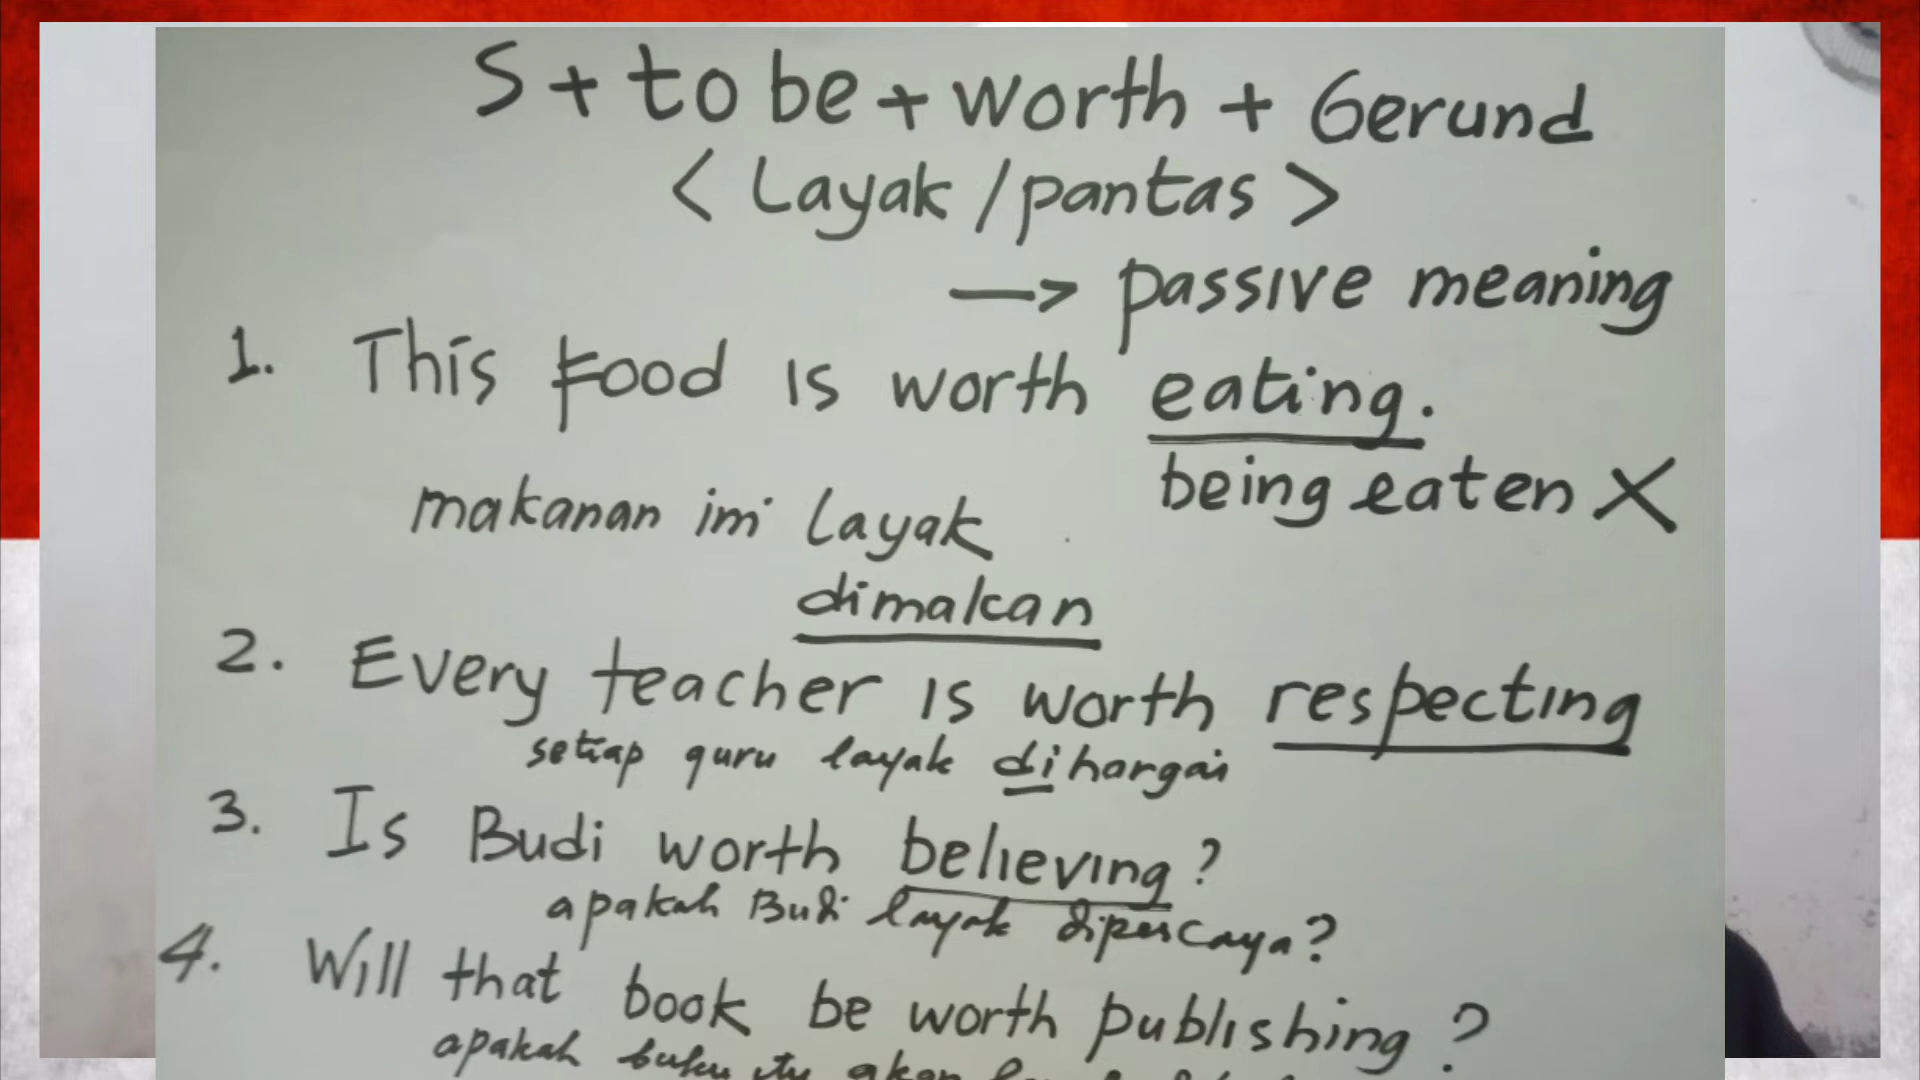 S + to be + worth + Gerund
< Layak / pantas >
→ passive meaning
1. This Food is worth eating.
being eaten X
makanan ini layak
dimakan
2. Every teacher is worth respecting
setiap guru layak dihargai
3. Is Budi worth believing?
apakah Budi layak dipercaya?
4. Will that book be worth publishing?
apakah buku itu akan